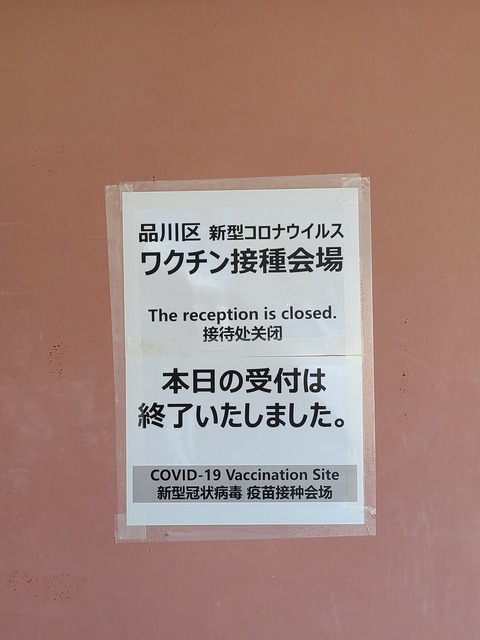 品川区 新型コロナウイルス
ワクチン接種会場
The reception is closed.
接待处关闭
本日の受付は
終了いたしました。
COVID-19 Vaccination Site
新型冠状病毒 疫苗接种会场